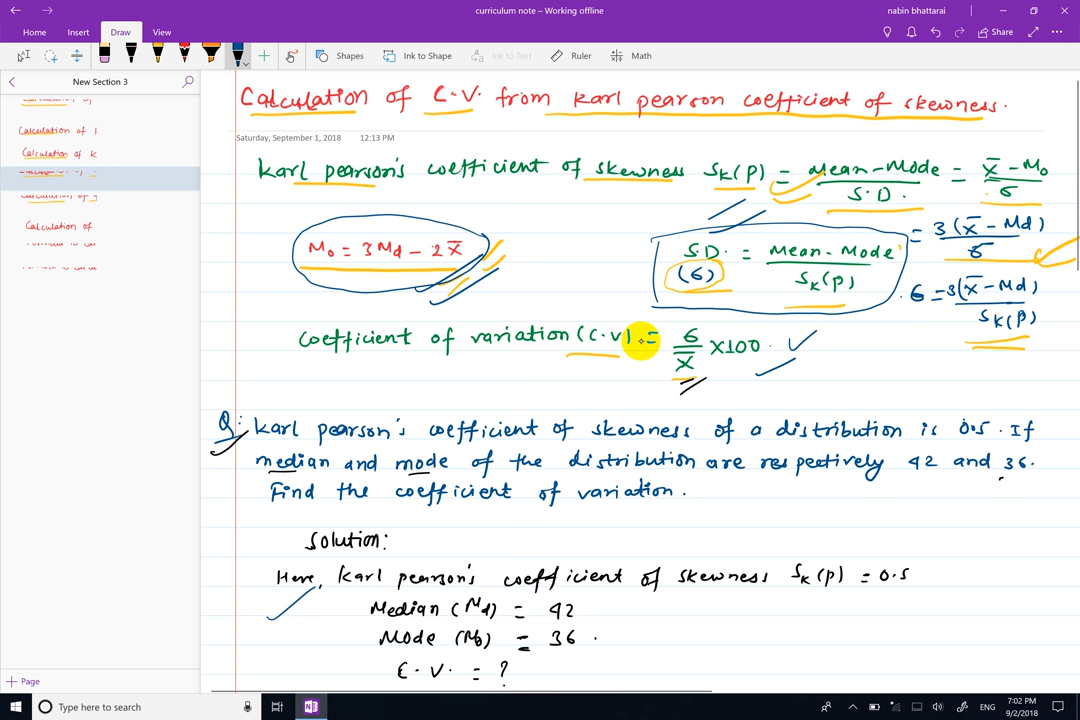 curriculum note – Working offline
nabin bhattarai
Home Insert Draw View
Share
Shapes Ink to Shape Ink to Text Ruler Math
New Section 3
Calculation of C.V. from Karl pearson coefficient of skewness.
Calculation of I
Saturday, September 1, 2018 12:13 PM
Calculation of K
Karl pearson's coefficient of skewness Sk(P) = Mean-Mode / S.D. = X̄ - Mo / σ
Calculation of
= 3(X̄ - Md) / σ
Mo = 3Md - 2X̄
S.D. (σ) = Mean-Mode / Sk(P)
σ = 3(X̄ - Md) / Sk(P)
Coefficient of variation (C.V) = σ / X̄ X100
Q: Karl pearson's coefficient of skewness of a distribution is 0.5. If
median and mode of the distribution are respectively 42 and 36.
Find the coefficient of variation.
Solution:
Here, Karl pearson's coefficient of skewness Sk(P) = 0.5
Median (Md) = 42
Mode (Mo) = 36.
C.V. = ?
Page
Type here to search
ENG
7:02 PM
9/2/2018